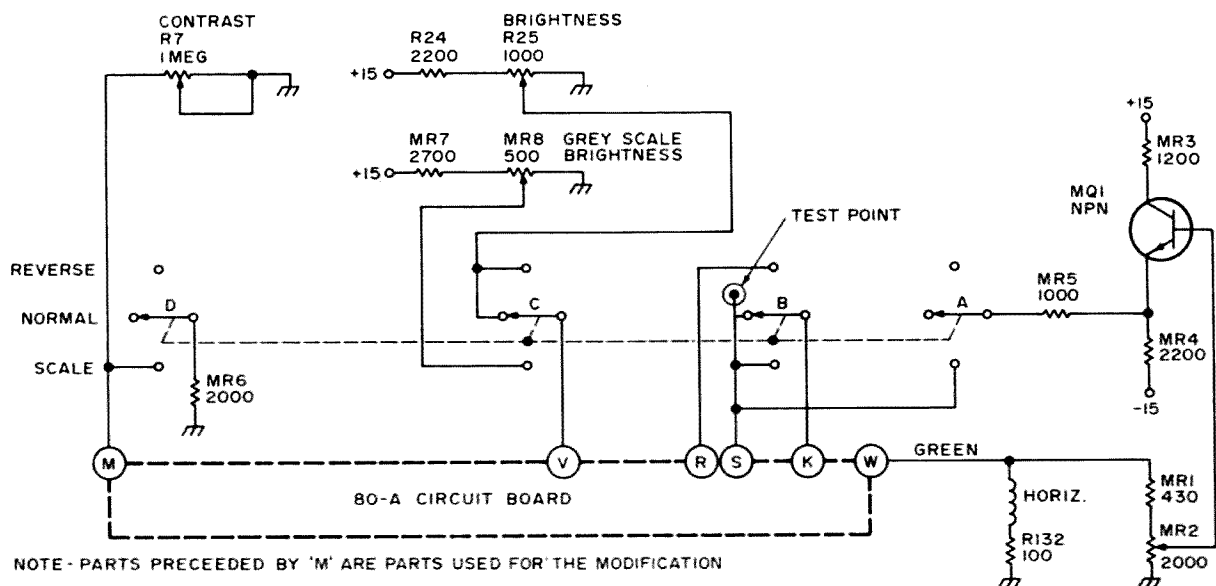 CONTRAST
R7
1 MEG
R24
2200
+15
BRIGHTNESS
R25
1000
MR7
2700
+15
MR8
500
GREY SCALE
BRIGHTNESS
TEST POINT
+15
MR3
1200
MQ1
NPN
REVERSE
NORMAL
SCALE
D
C
B
A
MR5
1000
MR4
2200
-15
MR6
2000
M
V
R
S
K
W
GREEN
80-A CIRCUIT BOARD
HORIZ.
R132
100
MR1
430
MR2
2000
NOTE - PARTS PRECEEDED BY 'M' ARE PARTS USED FOR THE MODIFICATION